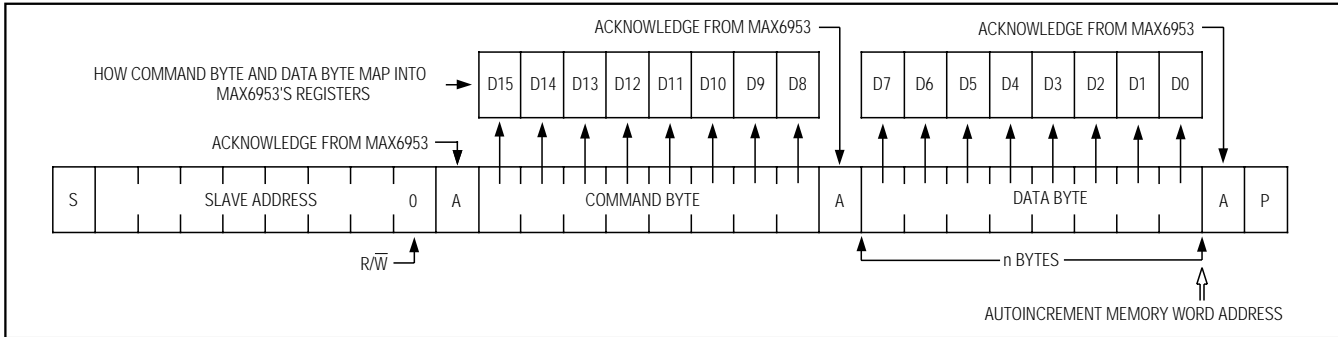 ACKNOWLEDGE FROM MAX6953
ACKNOWLEDGE FROM MAX6953
HOW COMMAND BYTE AND DATA BYTE MAP INTO
MAX6953'S REGISTERS
D15 D14 D13 D12 D11 D10 D9 D8
D7 D6 D5 D4 D3 D2 D1 D0
ACKNOWLEDGE FROM MAX6953
S SLAVE ADDRESS 0 A COMMAND BYTE A DATA BYTE A P
R/W̅
n BYTES
AUTOINCREMENT MEMORY WORD ADDRESS